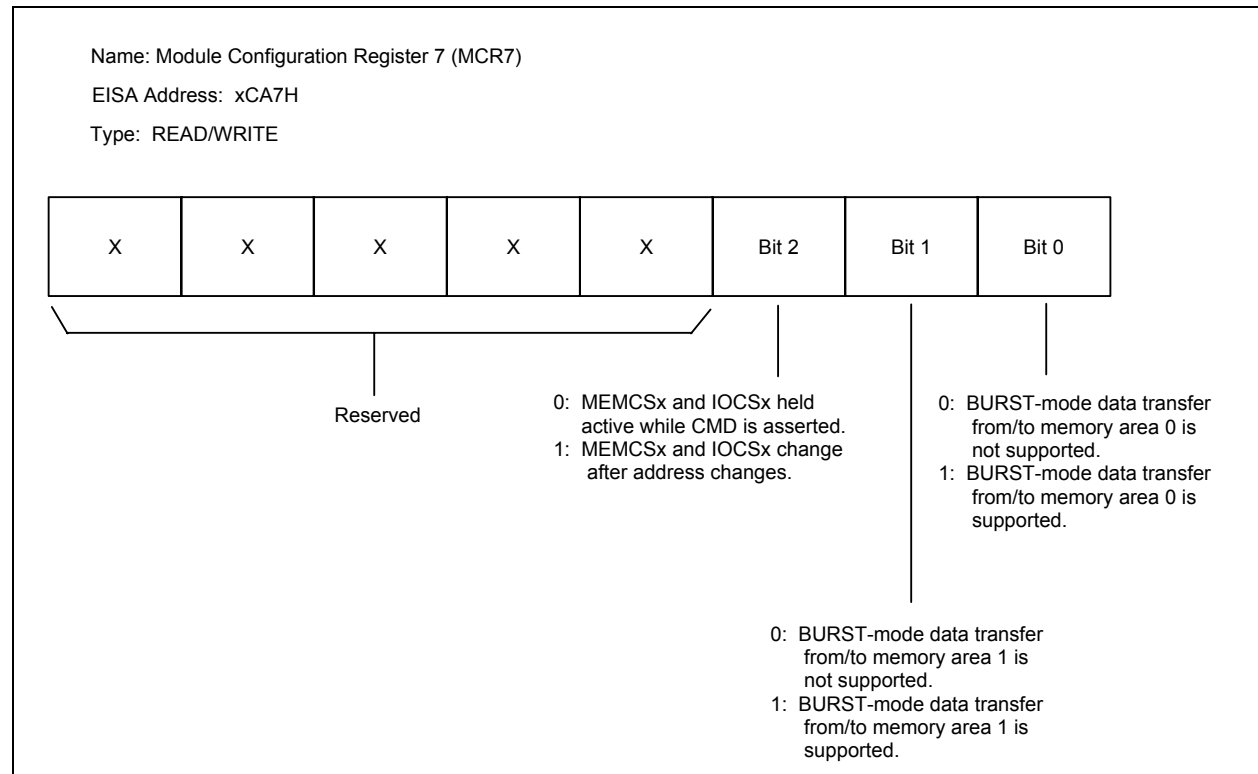 Name: Module Configuration Register 7 (MCR7)
EISA Address: xCA7H
Type: READ/WRITE
X X X X X Bit 2 Bit 1 Bit 0
Reserved
0: MEMCSx and IOCSx held
active while CMD is asserted.
1: MEMCSx and IOCSx change
after address changes.
0: BURST-mode data transfer
from/to memory area 0 is
not supported.
1: BURST-mode data transfer
from/to memory area 0 is
supported.
0: BURST-mode data transfer
from/to memory area 1 is
not supported.
1: BURST-mode data transfer
from/to memory area 1 is
supported.